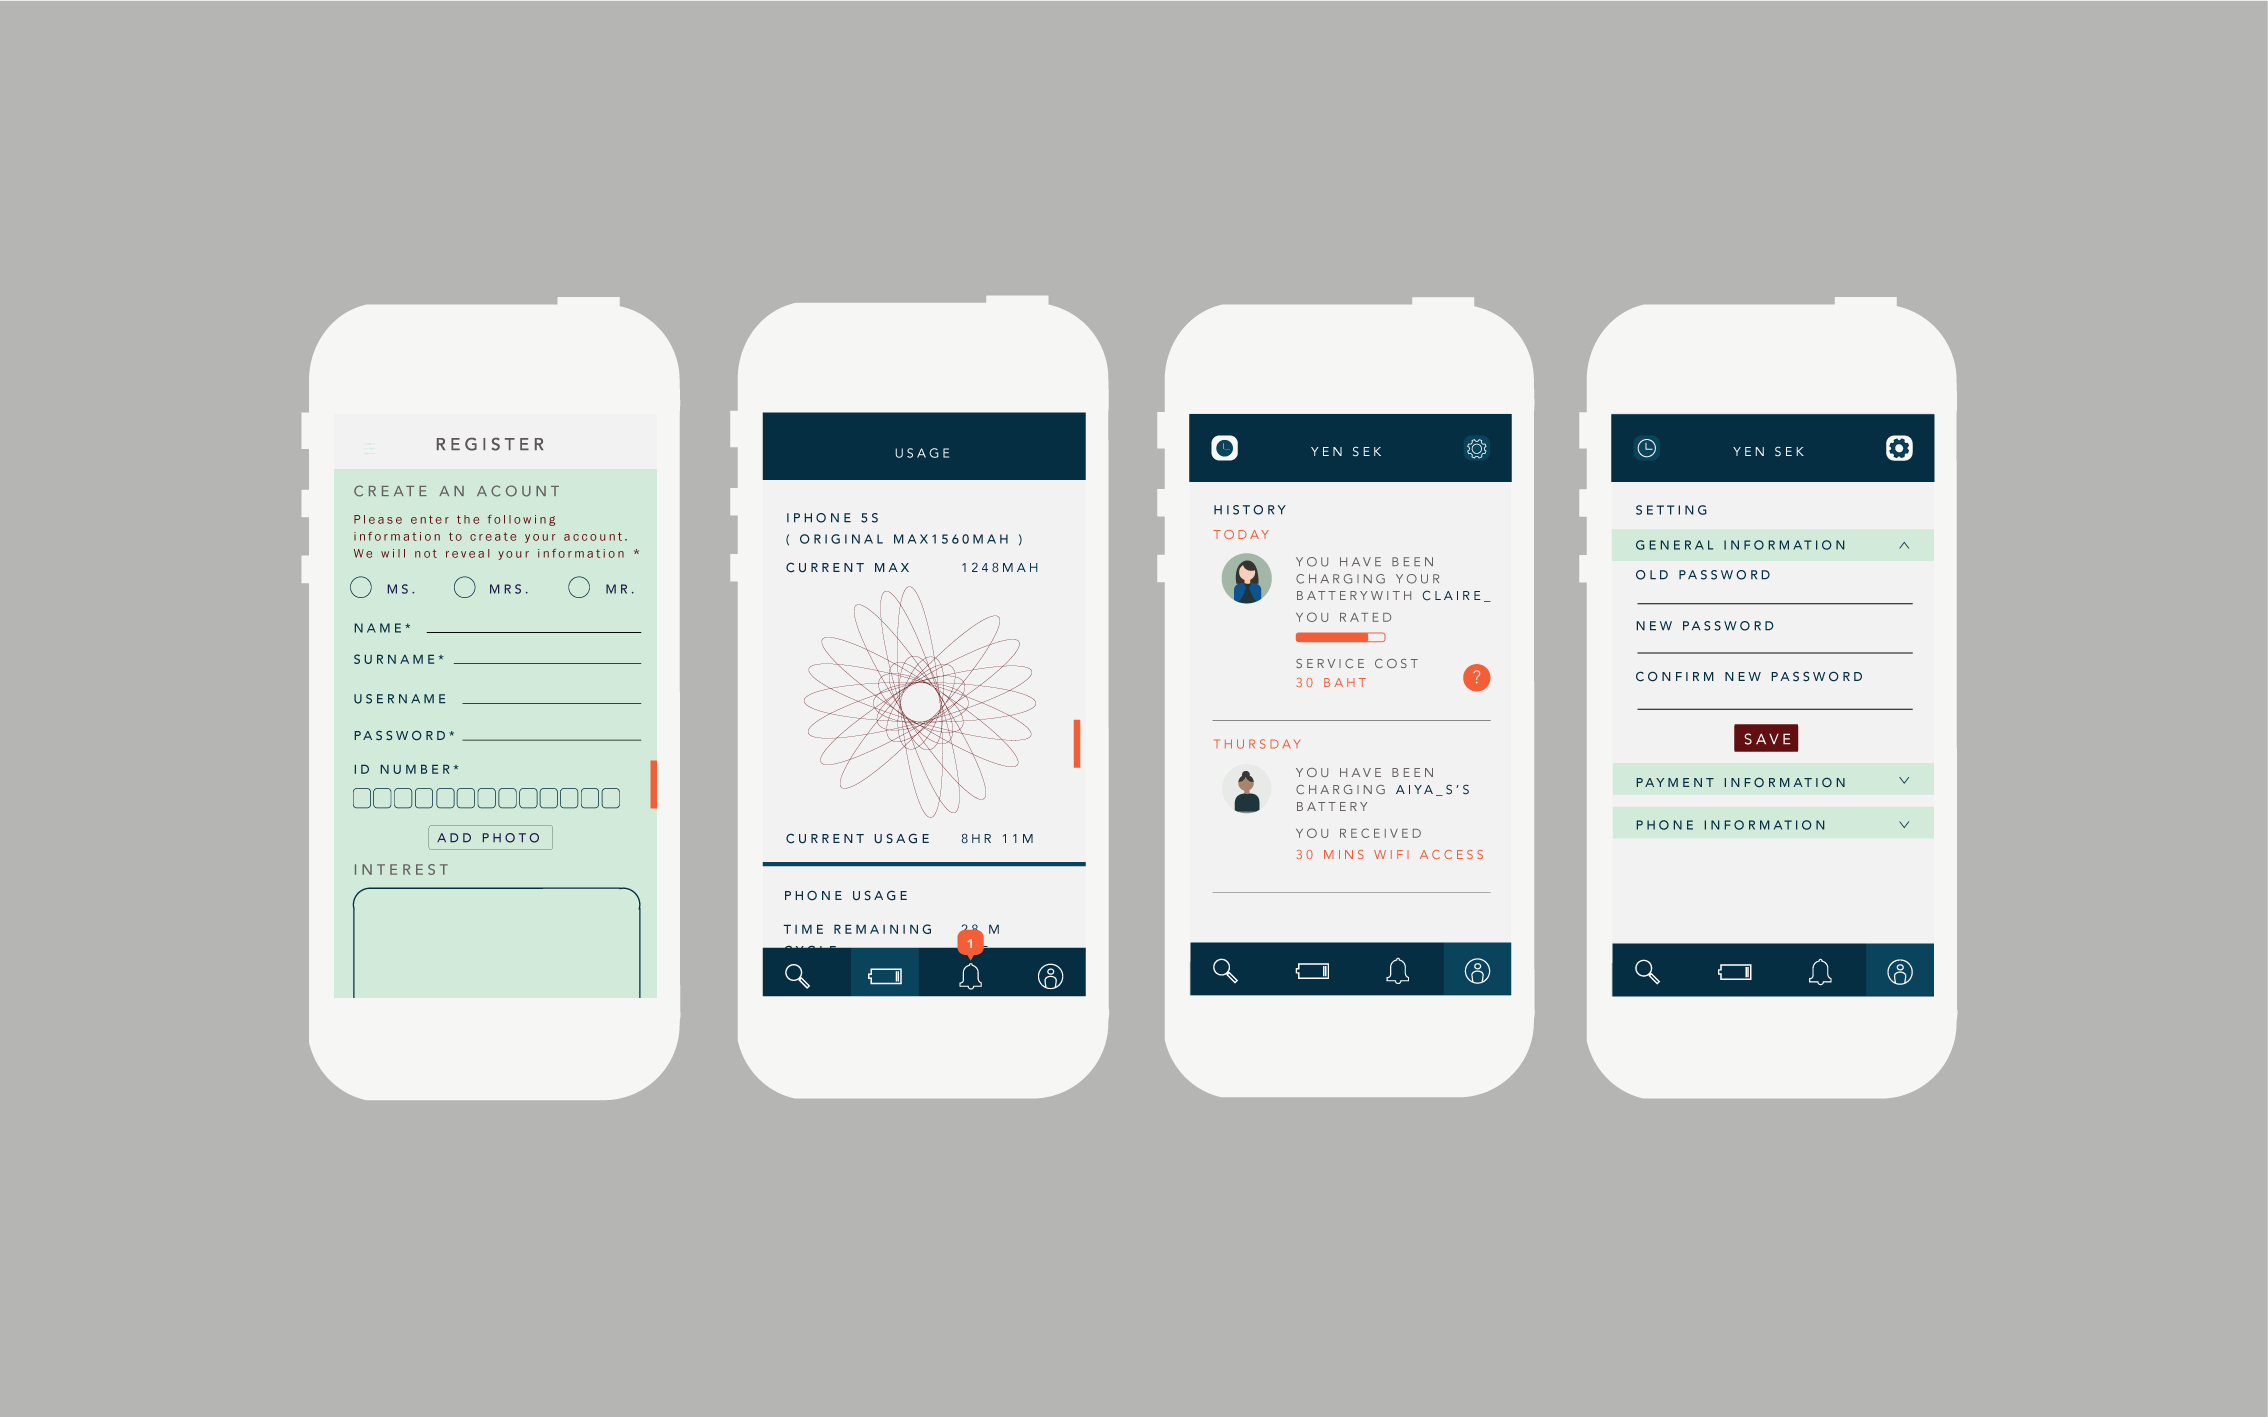 REGISTER
CREATE AN ACOUNT
Please enter the following
information to create your account.
We will not reveal your information *
MS. MRS. MR.
NAME*
SURNAME*
USERNAME
PASSWORD*
ID NUMBER*
ADD PHOTO
INTEREST
USAGE
IPHONE 5S
( ORIGINAL MAX1560MAH )
CURRENT MAX 1248MAH
CURRENT USAGE 8HR 11M
PHONE USAGE
TIME REMAINING 28 M
1
YEN SEK
HISTORY
TODAY
YOU HAVE BEEN
CHARGING YOUR
BATTERYWITH CLAIRE_
YOU RATED
SERVICE COST
30 BAHT
?
THURSDAY
YOU HAVE BEEN
CHARGING AIYA_S'S
BATTERY
YOU RECEIVED
30 MINS WIFI ACCESS
YEN SEK
SETTING
GENERAL INFORMATION
OLD PASSWORD
NEW PASSWORD
CONFIRM NEW PASSWORD
SAVE
PAYMENT INFORMATION
PHONE INFORMATION